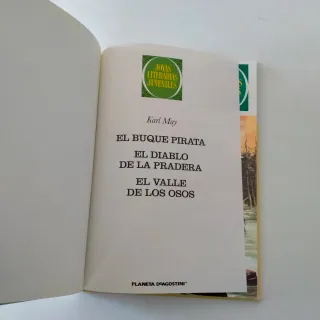 JOYAS
LITERARIAS
JUVENILES
Karl May
EL BUQUE PIRATA
EL DIABLO
DE LA PRADERA
EL VALLE
DE LOS OSOS
PLANETA DEAGOSTINI